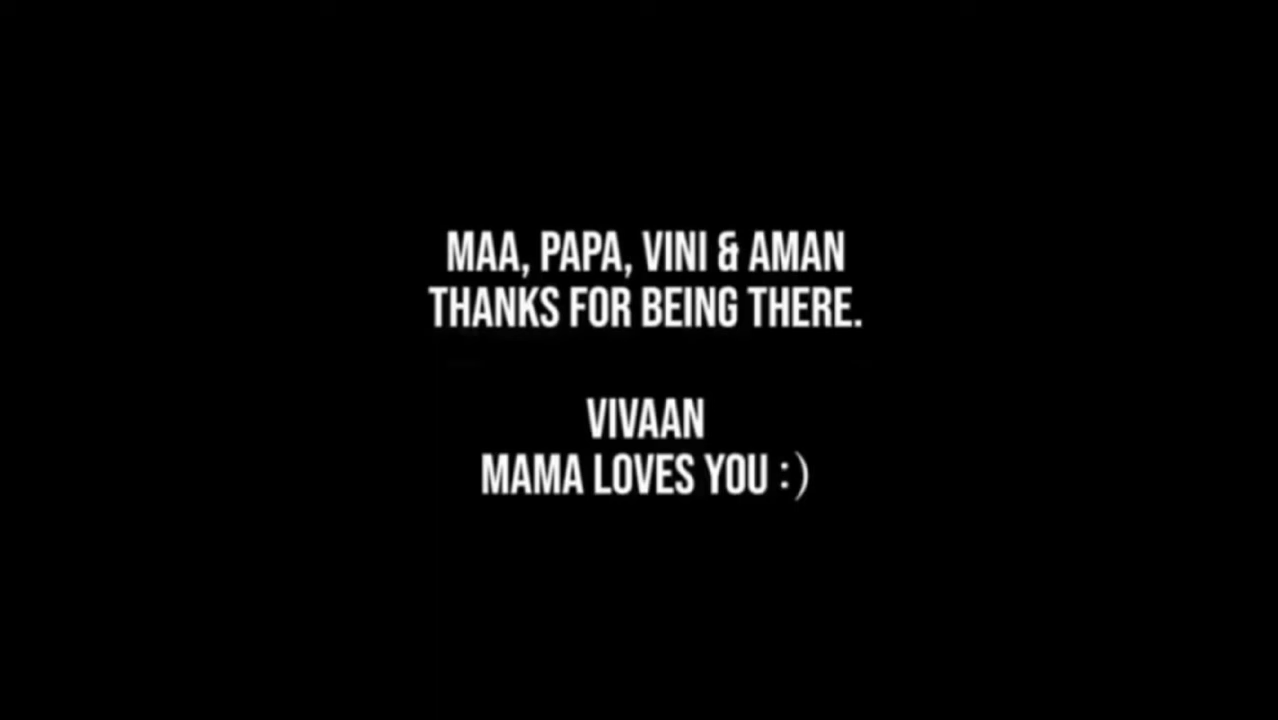 MAA, PAPA, VINI & AMAN
THANKS FOR BEING THERE.
VIVAAN
MAMA LOVES YOU :)